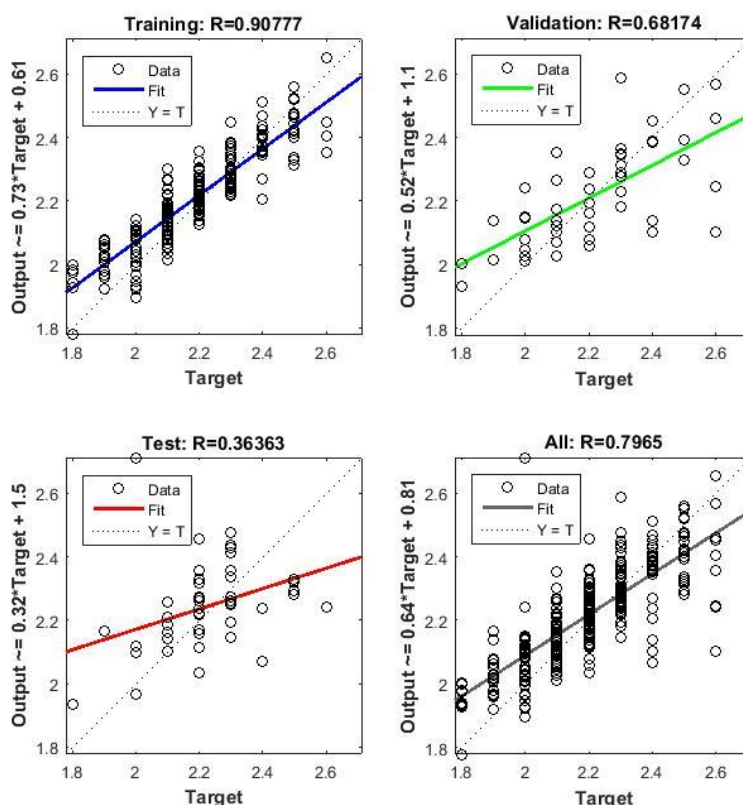 Training: R=0.90777
Output ~= 0.73*Target + 0.61
2.6
2.4
2.2
2
1.8
Data
Fit
Y = T
1.8 2 2.2 2.4 2.6
Target
Validation: R=0.68174
Output ~= 0.52*Target + 1.1
2.6
2.4
2.2
2
1.8
Data
Fit
Y = T
1.8 2 2.2 2.4 2.6
Target
Test: R=0.36363
Output ~= 0.32*Target + 1.5
2.6
2.4
2.2
2
1.8
Data
Fit
Y = T
1.8 2 2.2 2.4 2.6
Target
All: R=0.7965
Output ~= 0.64*Target + 0.81
2.6
2.4
2.2
2
1.8
Data
Fit
Y = T
1.8 2 2.2 2.4 2.6
Target